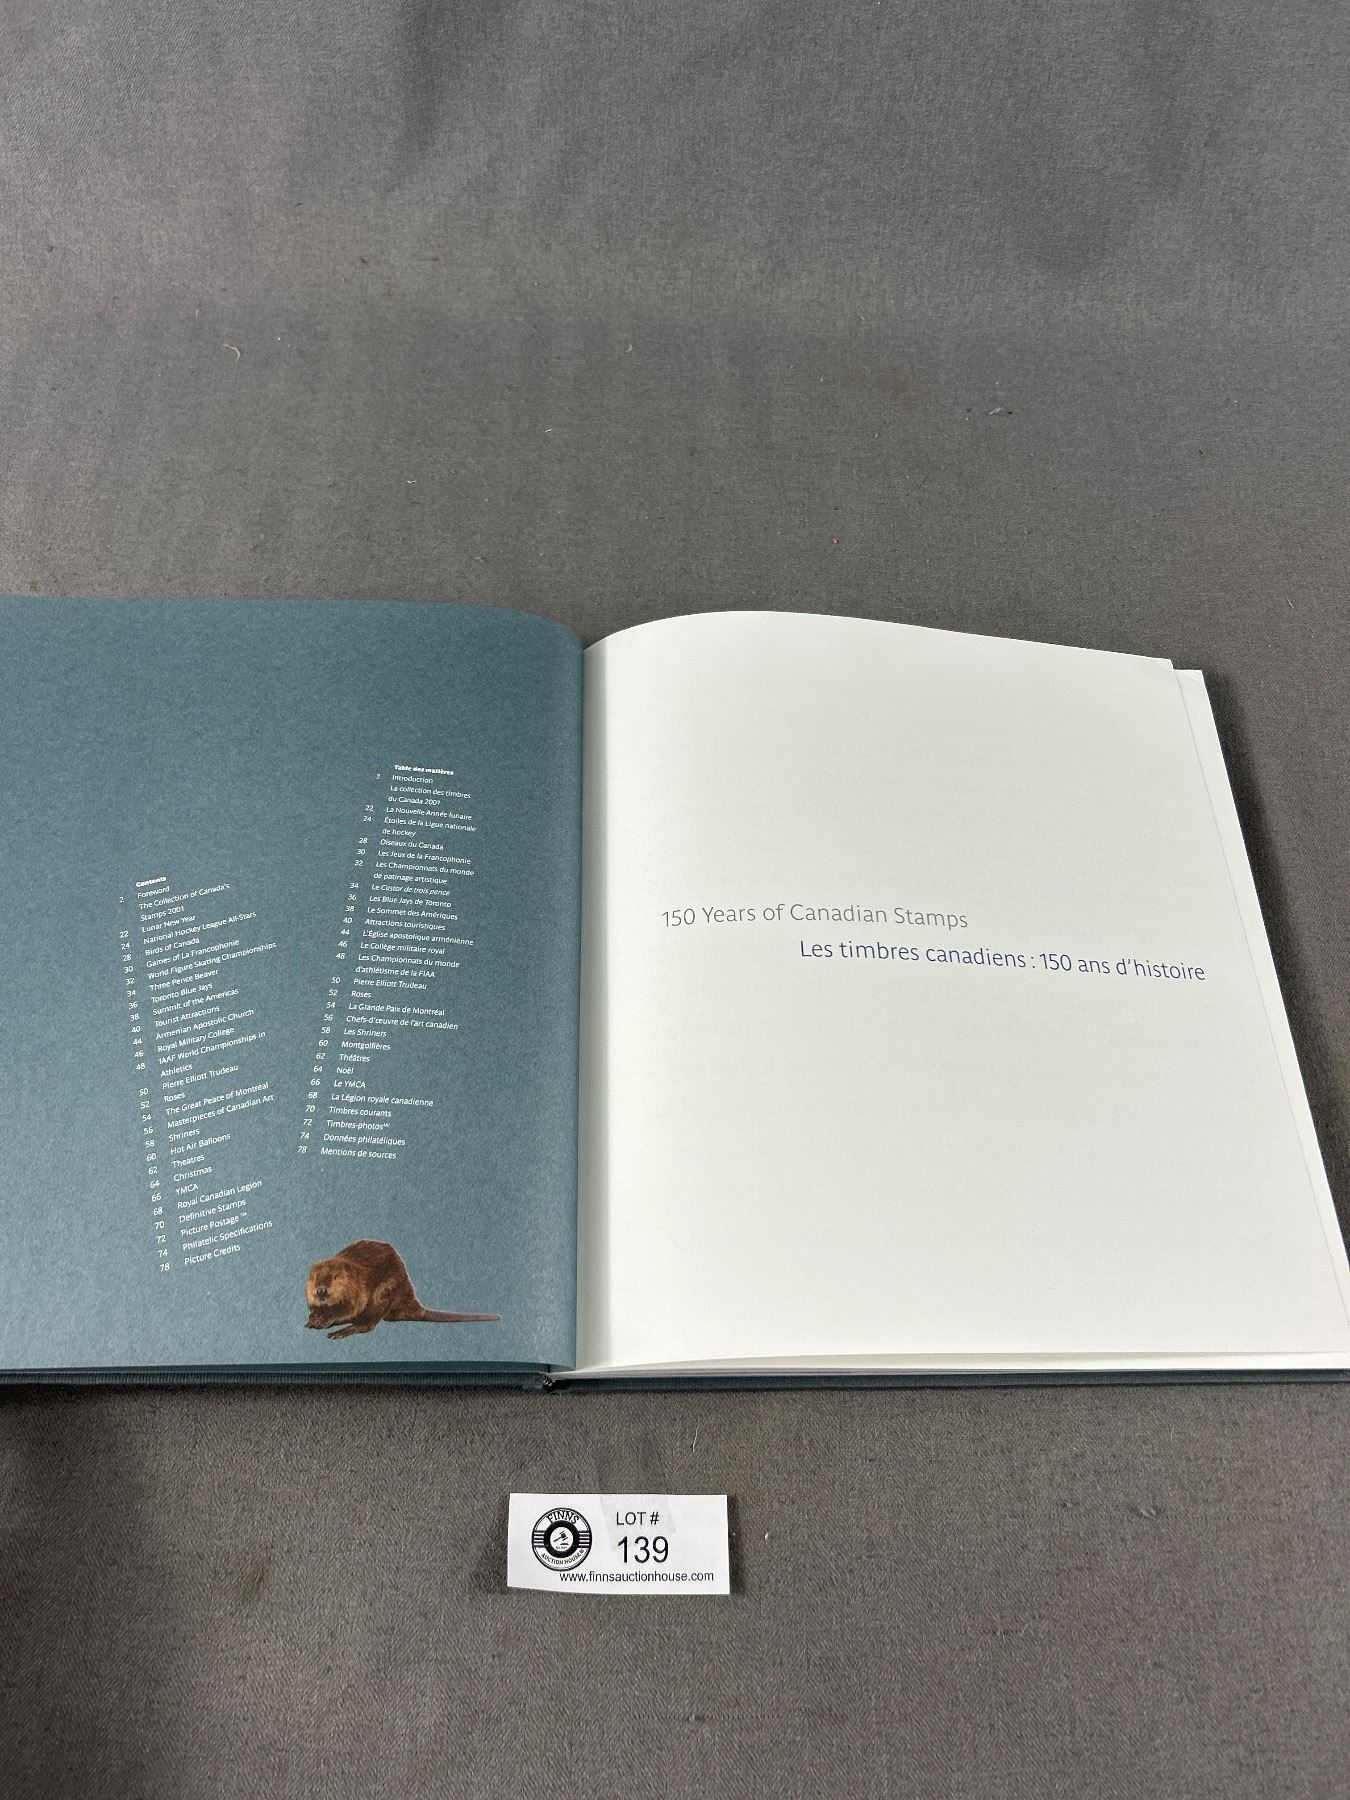 Contents
2 Foreword
The Collection of Canada's
Stamps 2001
22 Lunar New Year
24 National Hockey League All-Stars
28 Birds of Canada
30 Games of La Francophonie
32 World Figure Skating Championships
34 Three Pence Beaver
36 Toronto Blue Jays
38 Summit of the Americas
40 Tourist Attractions
44 Armenian Apostolic Church
46 Royal Military College
48 IAAF World Championships in
Athletics
50 Pierre Elliott Trudeau
52 Roses
54 The Great Peace of Montréal
56 Masterpieces of Canadian Art
58 Shriners
60 Hot Air Balloons
62 Theatres
64 Christmas
66 YMCA
68 Royal Canadian Legion
70 Definitive Stamps
72 Picture Postage™
74 Philatelic Specifications
78 Picture Credits
Table des matières
3 Introduction
La collection des timbres
du Canada 2001
22 La Nouvelle Année lunaire
24 Étoiles de la Ligue nationale
de hockey
28 Oiseaux du Canada
30 Les Jeux de la Francophonie
32 Les Championnats du monde
de patinage artistique
34 Le Castor de trois pence
36 Les Blue Jays de Toronto
38 Le Sommet des Amériques
40 Attractions touristiques
44 L'Église apostolique arménienne
46 Le Collège militaire royal
48 Les Championnats du monde
d'athlétisme de la FIAA
50 Pierre Elliott Trudeau
52 Roses
54 La Grande Paix de Montréal
56 Chefs-d'œuvre de l'art canadien
58 Les Shriners
60 Montgolfières
62 Théâtres
64 Noël
66 Le YMCA
68 La Légion royale canadienne
70 Timbres courants
72 Timbres-photosMC
74 Données philatéliques
78 Mentions de sources
150 Years of Canadian Stamps
Les timbres canadiens : 150 ans d'histoire
FINNS
AUCTION HOUSE
LOT #
139
www.finnsauctionhouse.com